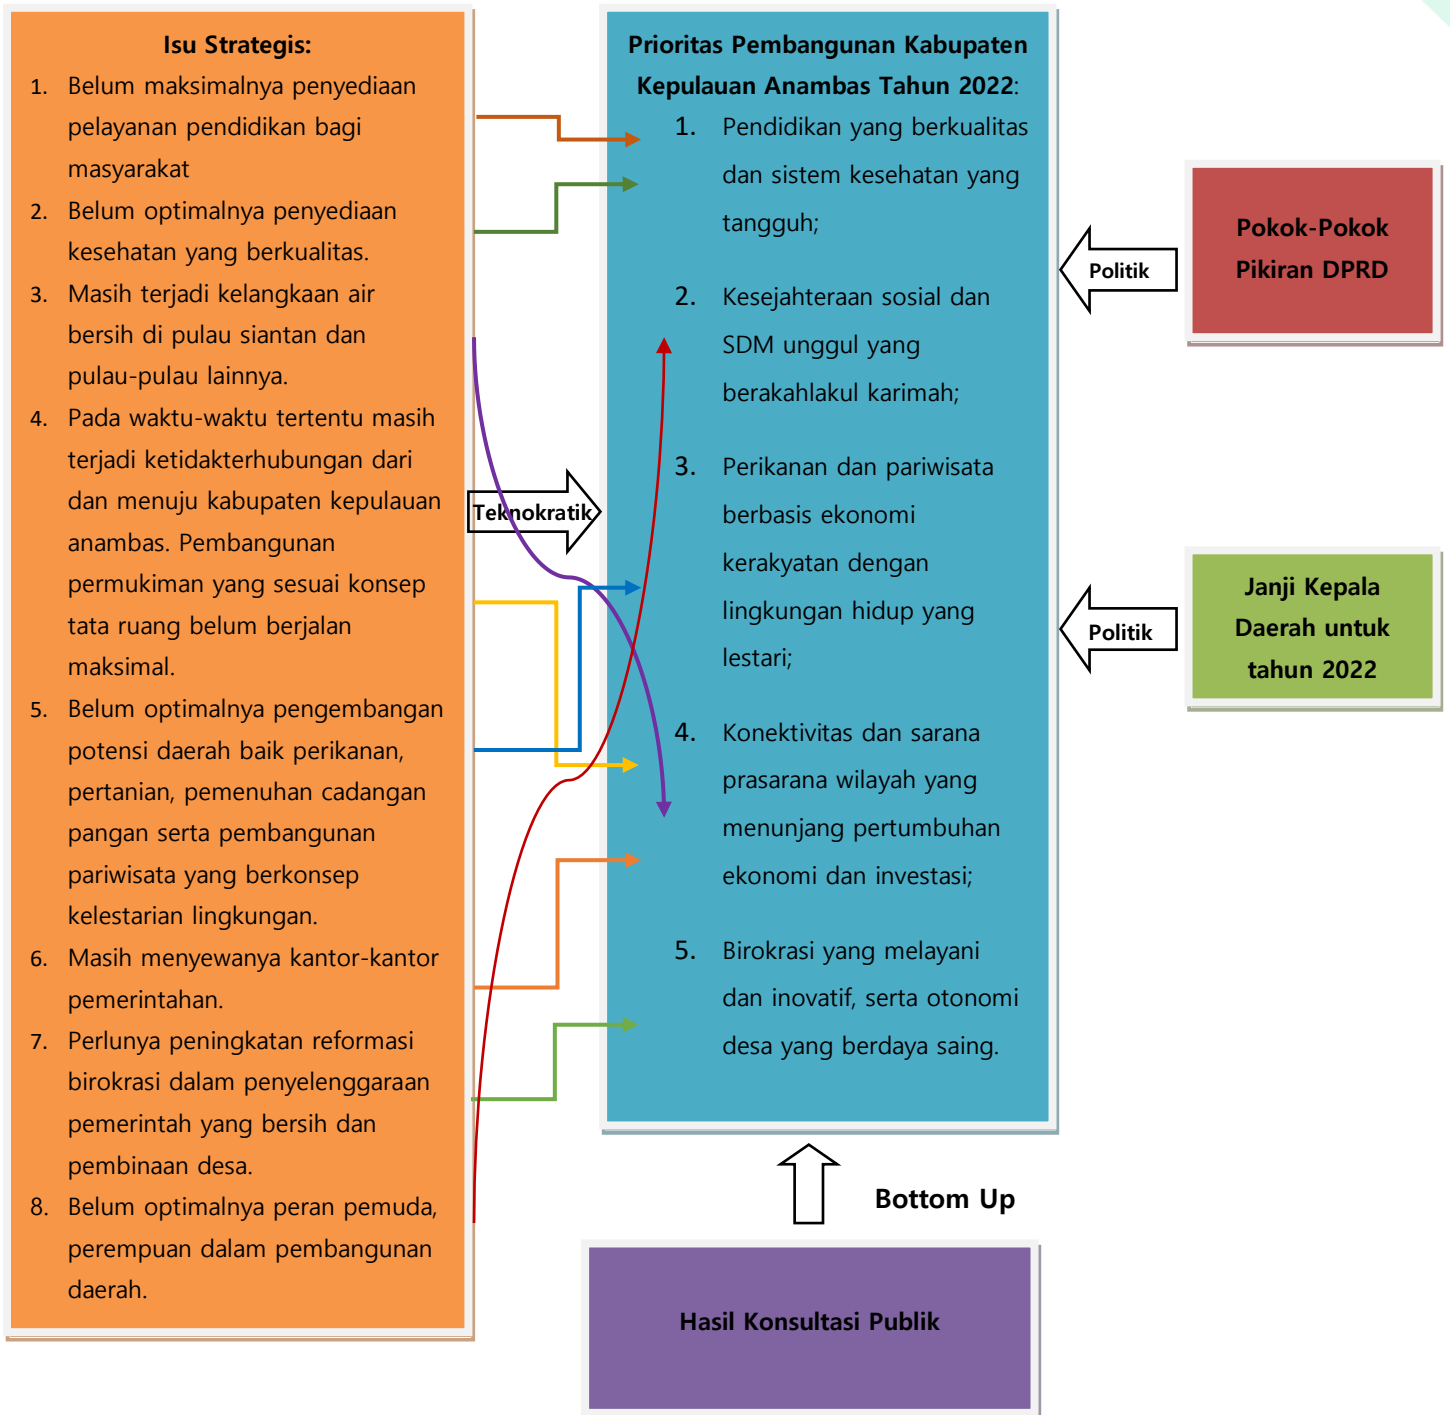 Isu Strategis:
1. Belum maksimalnya penyediaan
pelayanan pendidikan bagi
masyarakat
2. Belum optimalnya penyediaan
kesehatan yang berkualitas.
3. Masih terjadi kelangkaan air
bersih di pulau siantan dan
pulau-pulau lainnya.
4. Pada waktu-waktu tertentu masih
terjadi ketidakterhubungan dari
dan menuju kabupaten kepulauan
anambas. Pembangunan
permukiman yang sesuai konsep
tata ruang belum berjalan
maksimal.
5. Belum optimalnya pengembangan
potensi daerah baik perikanan,
pertanian, pemenuhan cadangan
pangan serta pembangunan
pariwisata yang berkonsep
kelestarian lingkungan.
6. Masih menyewanya kantor-kantor
pemerintahan.
7. Perlunya peningkatan reformasi
birokrasi dalam penyelenggaraan
pemerintah yang bersih dan
pembinaan desa.
8. Belum optimalnya peran pemuda,
perempuan dalam pembangunan
daerah.
Teknokratik
Prioritas Pembangunan Kabupaten
Kepulauan Anambas Tahun 2022:
1. Pendidikan yang berkualitas
dan sistem kesehatan yang
tangguh;
2. Kesejahteraan sosial dan
SDM unggul yang
berakahlakul karimah;
3. Perikanan dan pariwisata
berbasis ekonomi
kerakyatan dengan
lingkungan hidup yang
lestari;
4. Konektivitas dan sarana
prasarana wilayah yang
menunjang pertumbuhan
ekonomi dan investasi;
5. Birokrasi yang melayani
dan inovatif, serta otonomi
desa yang berdaya saing.
Politik
Pokok-Pokok
Pikiran DPRD
Politik
Janji Kepala
Daerah untuk
tahun 2022
Bottom Up
Hasil Konsultasi Publik